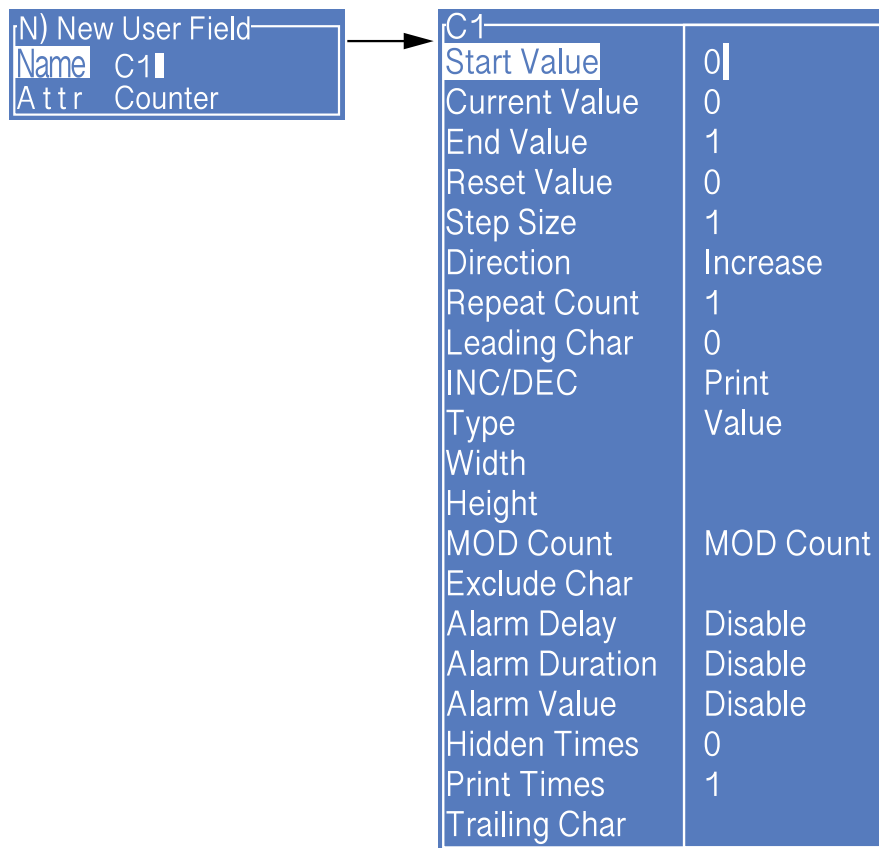 N) New User Field
Name C1
Attr Counter
C1
Start Value 0
Current Value 0
End Value 1
Reset Value 0
Step Size 1
Direction Increase
Repeat Count 1
Leading Char 0
INC/DEC Print
Type Value
Width
Height
MOD Count MOD Count
Exclude Char
Alarm Delay Disable
Alarm Duration Disable
Alarm Value Disable
Hidden Times 0
Print Times 1
Trailing Char